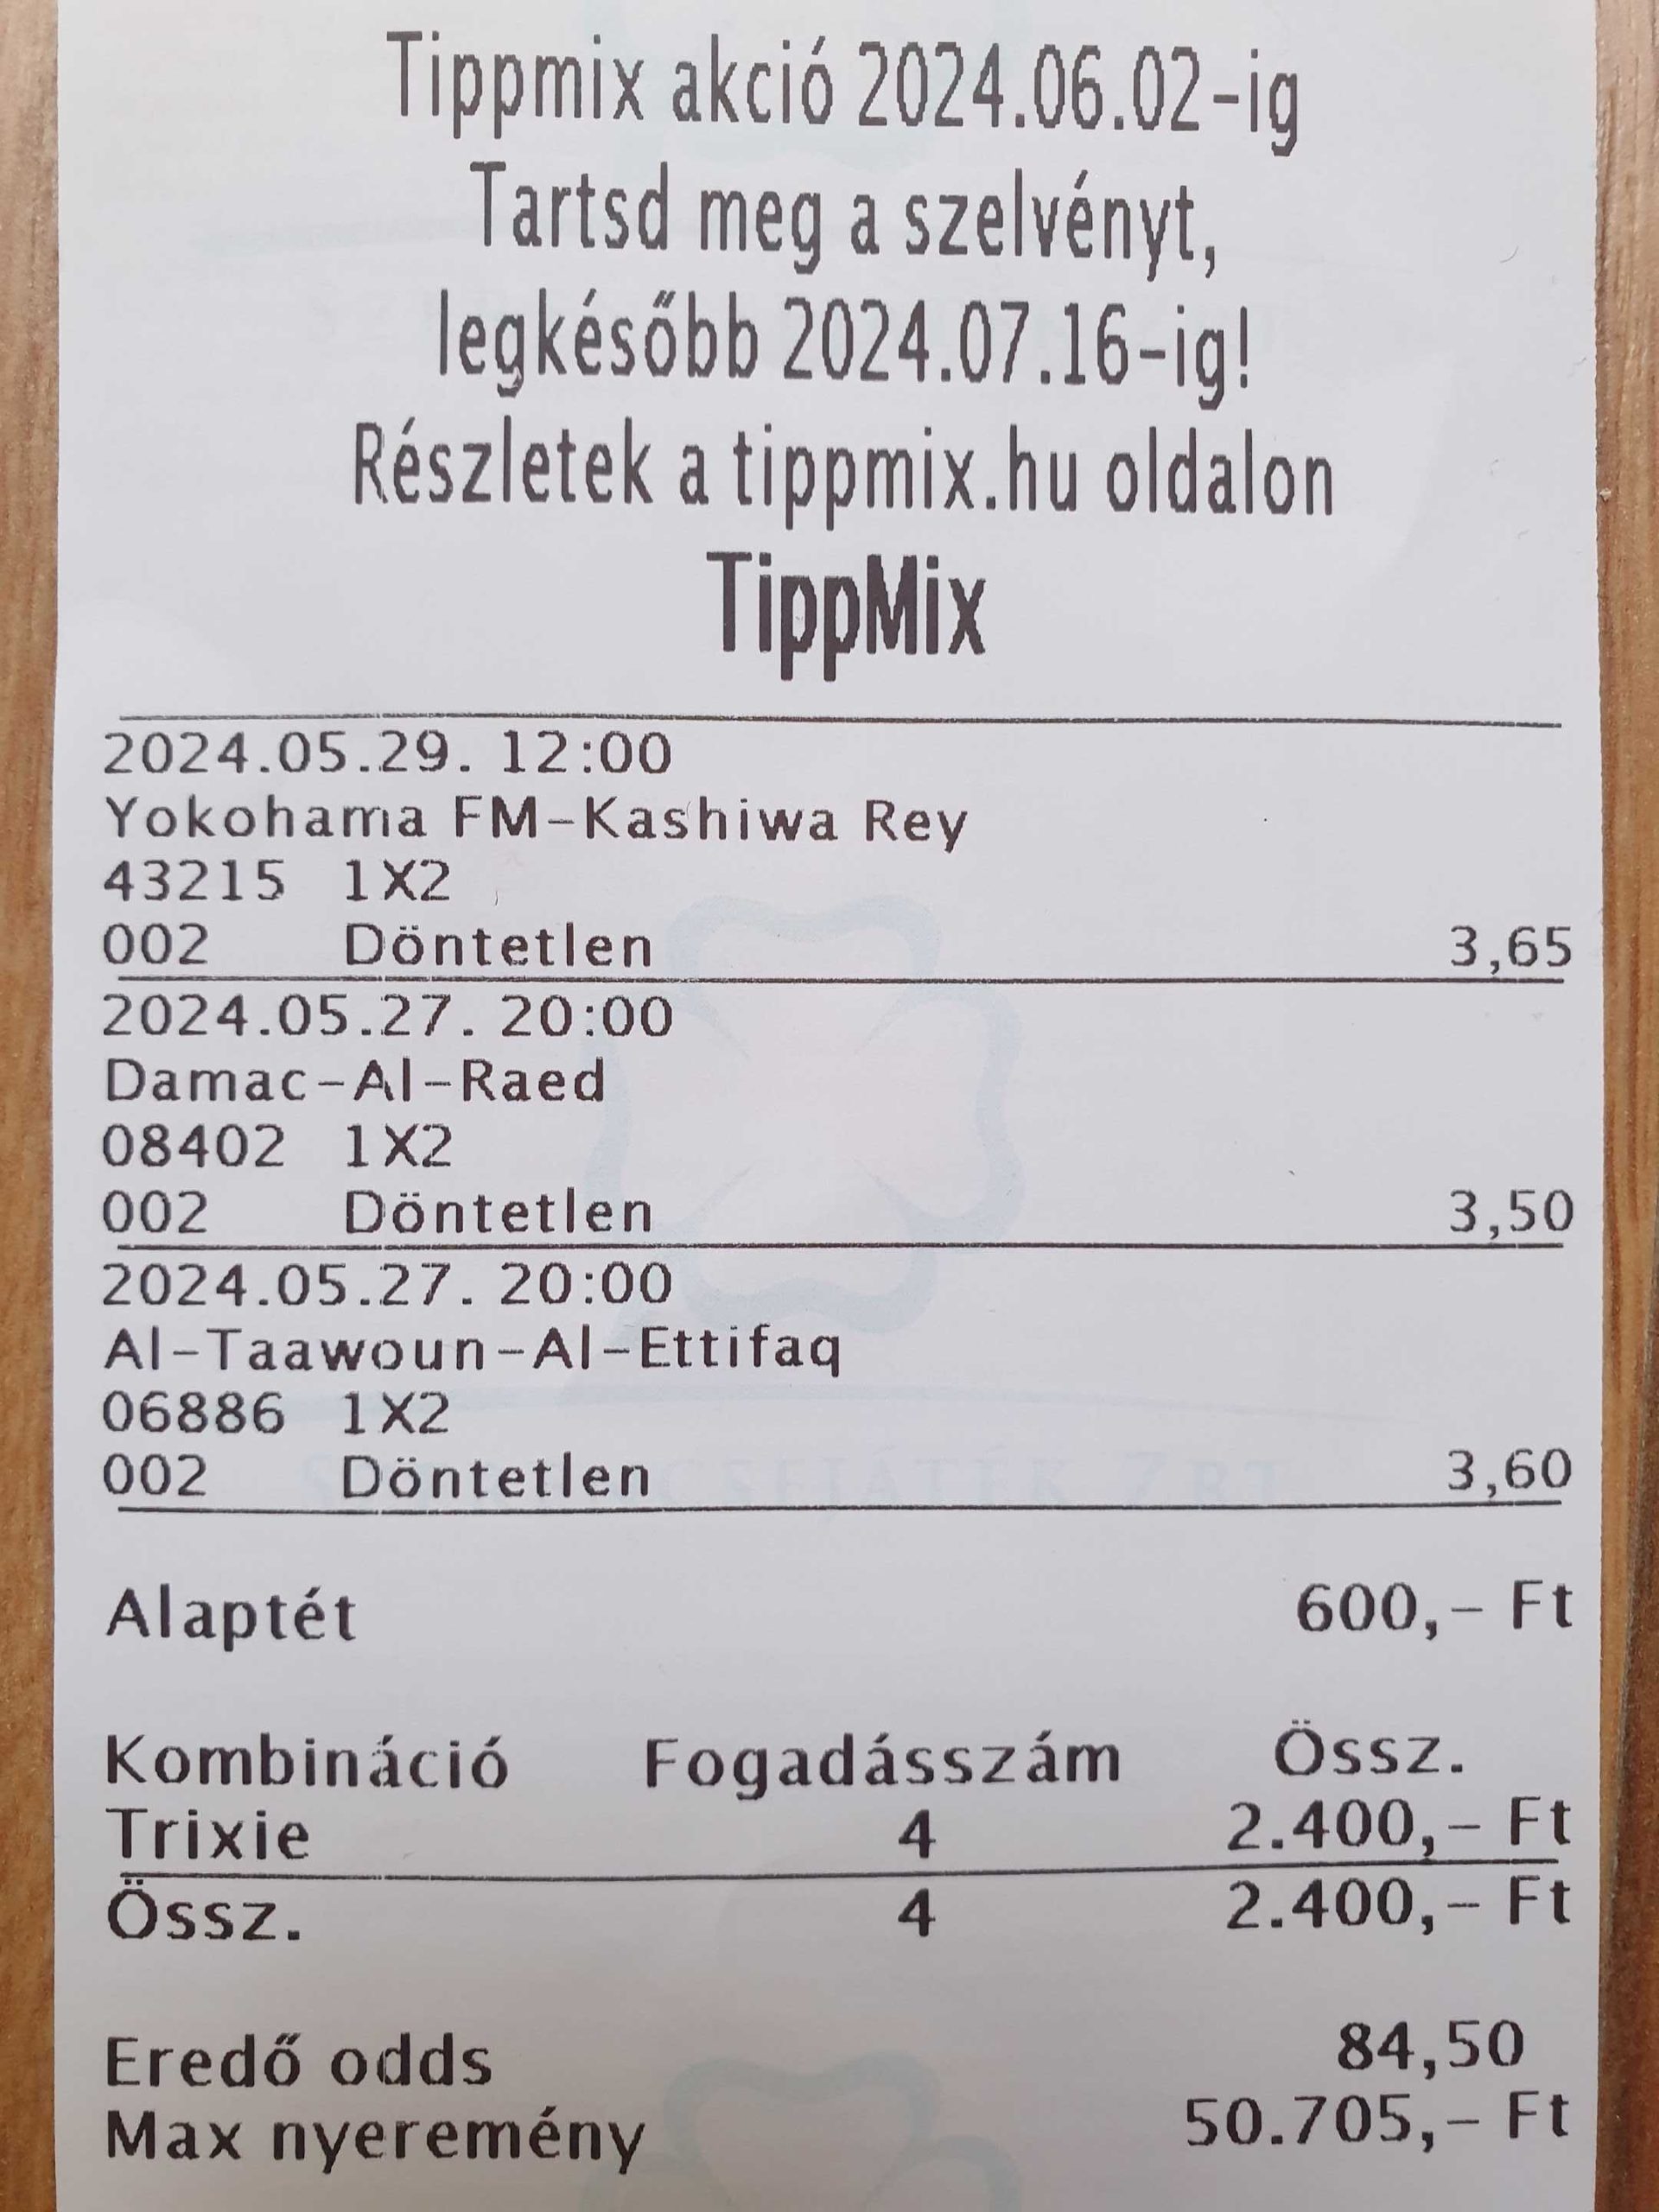 Tippmix akció 2024.06.02-ig
Tartsd meg a szelvényt,
legkésőbb 2024.07.16-ig!
Részletek a tippmix.hu oldalon
TippMix
2024.05.29. 12:00
Yokohama FM-Kashiwa Rey
43215 1X2
002 Döntetlen 3,65
2024.05.27. 20:00
Damac-Al-Raed
08402 1X2
002 Döntetlen 3,50
2024.05.27. 20:00
Al-Taawoun-Al-Ettifaq
06886 1X2
002 Döntetlen 3,60
Alaptét 600,- Ft
Kombináció Fogadásszám Össz.
Trixie 4 2.400,- Ft
Össz. 4 2.400,- Ft
Eredő odds 84,50
Max nyeremény 50.705,- Ft